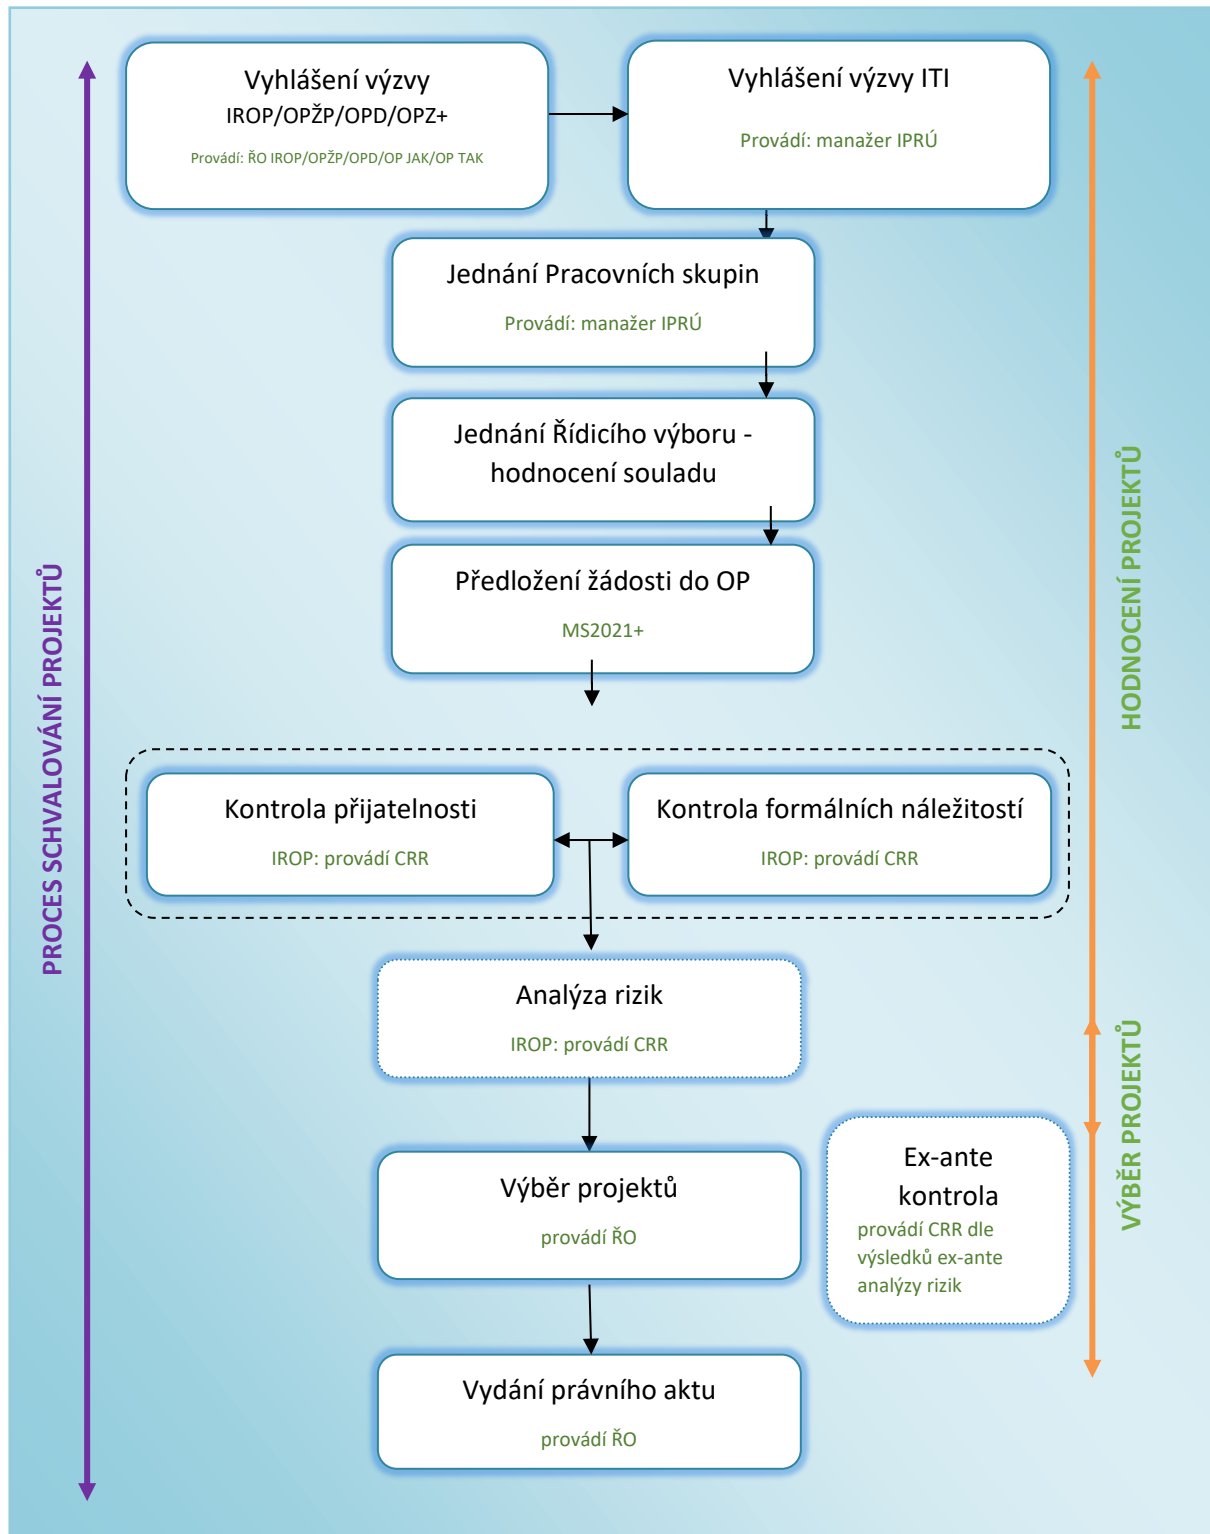 Vyhlášení výzvy
IROP/OPŽP/OPD/OPZ+
Provádí: ŘO IROP/OPŽP/OPD/OP JAK/OP TAK
Vyhlášení výzvy ITI
Provádí: manažer IPRÚ
Jednání Pracovních skupin
Provádí: manažer IPRÚ
Jednání Řídicího výboru -
hodnocení souladu
Předložení žádosti do OP
MS2021+
Kontrola přijatelnosti
IROP: provádí CRR
Kontrola formálních náležitostí
IROP: provádí CRR
Analýza rizik
IROP: provádí CRR
Výběr projektů
provádí ŘO
Ex-ante
kontrola
provádí CRR dle
výsledků ex-ante
analýzy rizik
Vydání právního aktu
provádí ŘO
PROCES SCHVALOVÁNÍ PROJEKTŮ
HODNOCENÍ PROJEKTŮ
VÝBĚR PROJEKTŮ